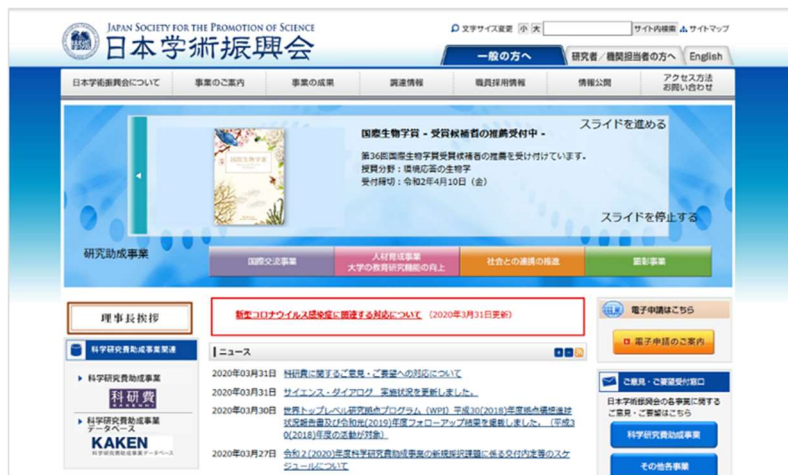 JAPAN SOCIETY FOR THE PROMOTION OF SCIENCE
日本学術振興会
文字サイズ変更 小 大 サイト内検索 サイトマップ
一般の方へ 研究者/機関担当者の方へ English
日本学術振興会について 事業のご案内 事業の成果 調達情報 職員採用情報 情報公開 アクセス方法
お問い合わせ
スライドを進める
国際生物学賞 - 受賞候補者の推薦受付中 -
国際生物学賞
第36回国際生物学賞受賞候補者の推薦を受け付けています。
授賞分野:環境応答の生物学
受付締切:令和2年4月10日(金)
スライドを停止する
研究助成事業
国際交流事業
人材育成事業
大学の教育研究機能の向上
社会との連携の推進
顕彰事業
理事長挨拶
新型コロナウイルス感染症に関連する対応について (2020年3月31日更新)
電子申請はこちら
電子申請のご案内
科学研究費助成事業関連
科学研究費助成事業
科研費
KAKENHI
科学研究費助成事業
データベース
KAKEN
科学研究費助成事業データベース
ニュース
2020年03月31日 科研費に関するご意見・ご要望への対応について
2020年03月31日 サイエンス・ダイアログ 実施状況を更新しました。
2020年03月30日 世界トップレベル研究拠点プログラム(WPI)平成30(2018)年度拠点構想進捗
状況報告書及び令和元(2019)年度フォローアップ結果を掲載しました。(平成3
0(2018)年度の活動が対象)
2020年03月27日 令和2(2020)年度科学研究費助成事業の新規採択課題に係る交付内定等のスケ
ジュールについて
ご意見・ご要望受付窓口
日本学術振興会の各事業に関する
ご意見・ご要望はこちら
科学研究費助成事業
その他各事業